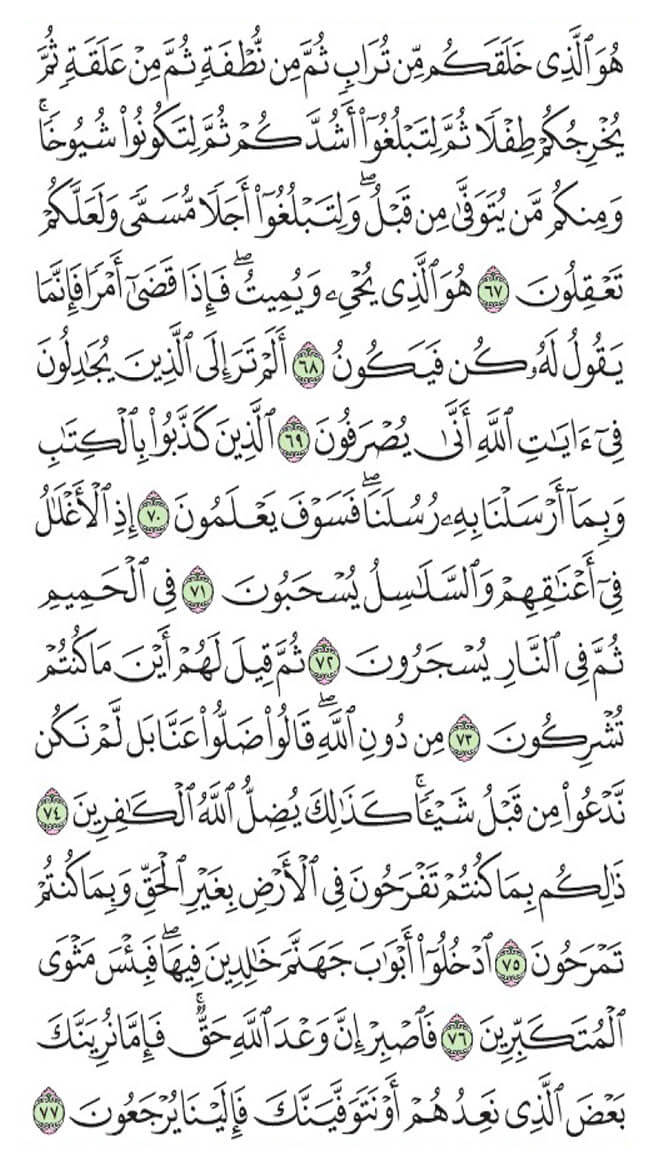 هُوَ ٱلَّذِى خَلَقَكُم مِّن تُرَابٍ ثُمَّ مِن نُّطْفَةٍ ثُمَّ مِنْ عَلَقَةٍ ثُمَّ
يُخْرِجُكُمْ طِفْلًا ثُمَّ لِتَبْلُغُوٓا۟ أَشُدَّكُمْ ثُمَّ لِتَكُونُوا۟ شُيُوخًا ۚ
وَمِنكُم مَّن يُتَوَفَّىٰ مِن قَبْلُ ۖ وَلِتَبْلُغُوٓا۟ أَجَلًا مُّسَمًّى وَلَعَلَّكُمْ
تَعْقِلُونَ ٦٧ هُوَ ٱلَّذِى يُحْىِۦ وَيُمِيتُ ۖ فَإِذَا قَضَىٰٓ أَمْرًا فَإِنَّمَا
يَقُولُ لَهُۥ كُن فَيَكُونُ ٦٨ أَلَمْ تَرَ إِلَى ٱلَّذِينَ يُجَٰدِلُونَ
فِىٓ ءَايَٰتِ ٱللَّهِ أَنَّىٰ يُصْرَفُونَ ٦٩ ٱلَّذِينَ كَذَّبُوا۟ بِٱلْكِتَٰبِ
وَبِمَآ أَرْسَلْنَا بِهِۦ رُسُلَنَا ۖ فَسَوْفَ يَعْلَمُونَ ٧٠ إِذِ ٱلْأَغْلَٰلُ
فِىٓ أَعْنَٰقِهِمْ وَٱلسَّلَٰسِلُ يُسْحَبُونَ ٧١ فِى ٱلْحَمِيمِ
ثُمَّ فِى ٱلنَّارِ يُسْجَرُونَ ٧٢ ثُمَّ قِيلَ لَهُمْ أَيْنَ مَا كُنتُمْ
تُشْرِكُونَ ٧٣ مِن دُونِ ٱللَّهِ ۖ قَالُوا۟ ضَلُّوا۟ عَنَّا بَل لَّمْ نَكُن
نَّدْعُوا۟ مِن قَبْلُ شَيْـًٔا ۚ كَذَٰلِكَ يُضِلُّ ٱللَّهُ ٱلْكَٰفِرِينَ ٧٤
ذَٰلِكُم بِمَا كُنتُمْ تَفْرَحُونَ فِى ٱلْأَرْضِ بِغَيْرِ ٱلْحَقِّ وَبِمَا كُنتُمْ
تَمْرَحُونَ ٧٥ ٱدْخُلُوٓا۟ أَبْوَٰبَ جَهَنَّمَ خَٰلِدِينَ فِيهَا ۖ فَبِئْسَ مَثْوَى
ٱلْمُتَكَبِّرِينَ ٧٦ فَٱصْبِرْ إِنَّ وَعْدَ ٱللَّهِ حَقٌّ ۚ فَإِمَّا نُرِيَنَّكَ
بَعْضَ ٱلَّذِى نَعِدُهُمْ أَوْ نَتَوَفَّيَنَّكَ فَإِلَيْنَا يُرْجَعُونَ ٧٧